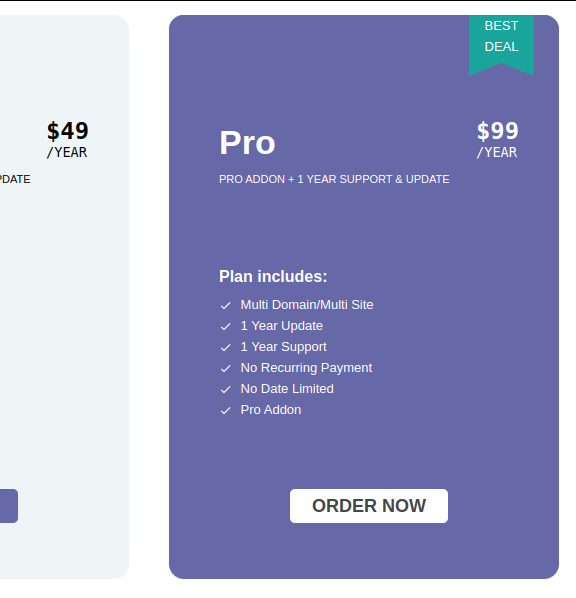 $49
/YEAR
PDATE
BEST
DEAL
Pro
$99
/YEAR
PRO ADDON + 1 YEAR SUPPORT & UPDATE
Plan includes:
Multi Domain/Multi Site
1 Year Update
1 Year Support
No Recurring Payment
No Date Limited
Pro Addon
ORDER NOW